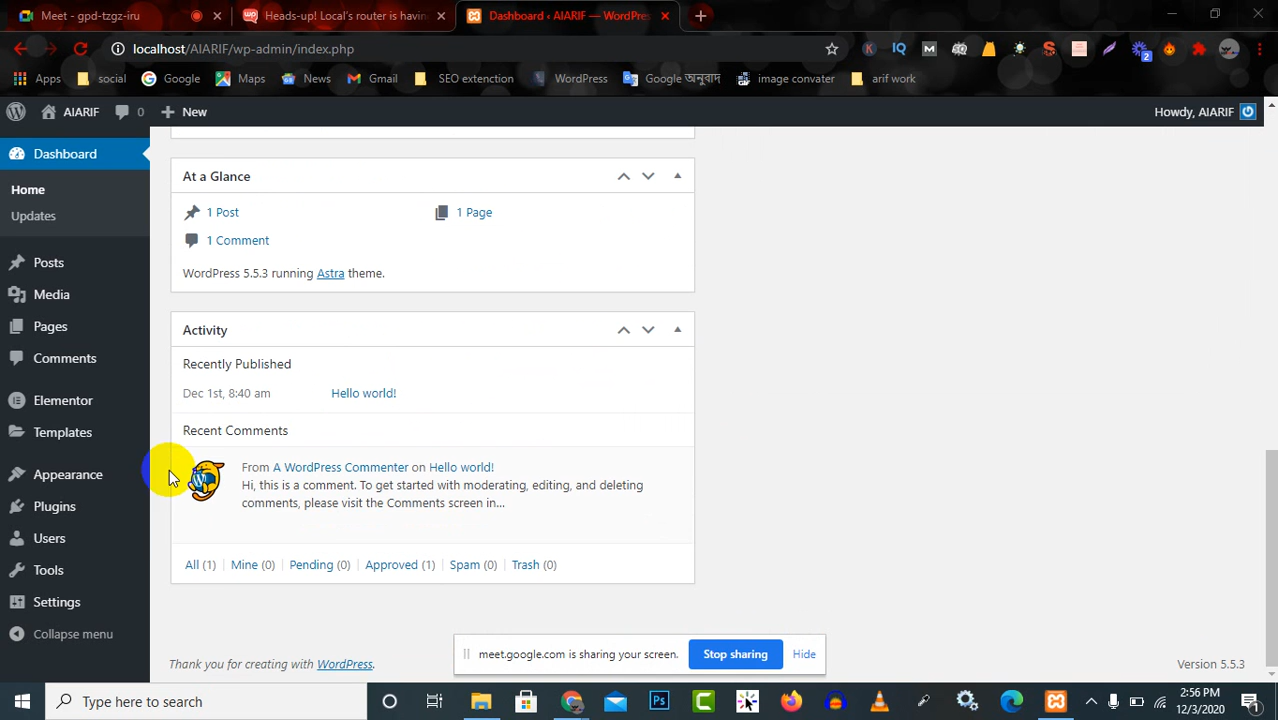 Meet - gpd-tzgz-iru
Heads-up! Local's router is havin
Dashboard ‹ AIARIF — WordPres
localhost/AIARIF/wp-admin/index.php
Apps
social
Google
Maps
News
Gmail
SEO extenction
WordPress
Google অনুবাদ
image convater
arif work
AIARIF
0
New
Howdy, AIARIF
Dashboard
Home
Updates
Posts
Media
Pages
Comments
Elementor
Templates
Appearance
Plugins
Users
Tools
Settings
Collapse menu
At a Glance
1 Post
1 Page
1 Comment
WordPress 5.5.3 running Astra theme.
Activity
Recently Published
Dec 1st, 8:40 am
Hello world!
Recent Comments
From A WordPress Commenter on Hello world!
Hi, this is a comment. To get started with moderating, editing, and deleting
comments, please visit the Comments screen in...
All (1) | Mine (0) | Pending (0) | Approved (1) | Spam (0) | Trash (0)
meet.google.com is sharing your screen.
Stop sharing
Hide
Thank you for creating with WordPress.
Version 5.5.3
Type here to search
2:56 PM
12/3/2020